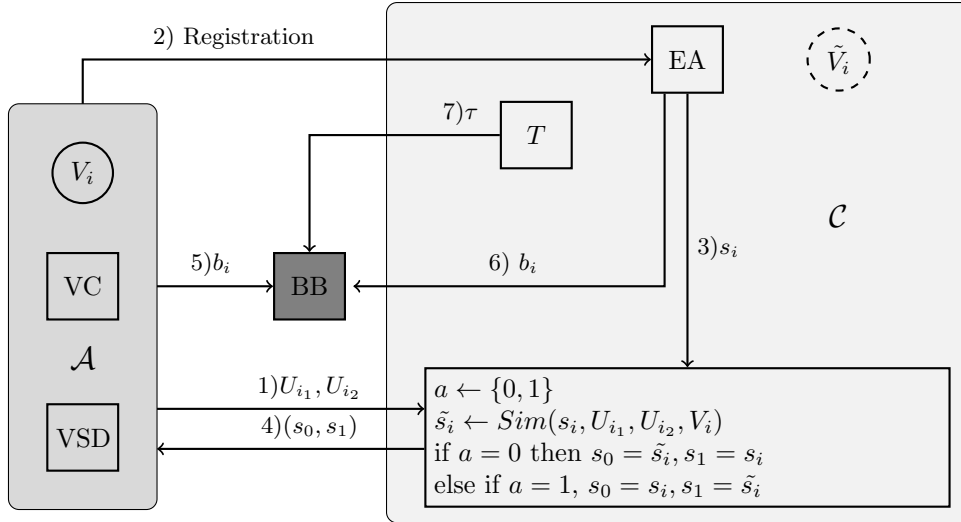 2) Registration
EA
Ṽ_i
7)τ
T
V_i
𝒞
5)b_i
6) b_i
3)s_i
VC
BB
𝒜
1)U_{i_1}, U_{i_2}
a ← {0, 1}
s̃_i ← Sim(s_i, U_{i_1}, U_{i_2}, V_i)
4)(s_0, s_1)
VSD
if a = 0 then s_0 = s̃_i, s_1 = s_i
else if a = 1, s_0 = s_i, s_1 = s̃_i